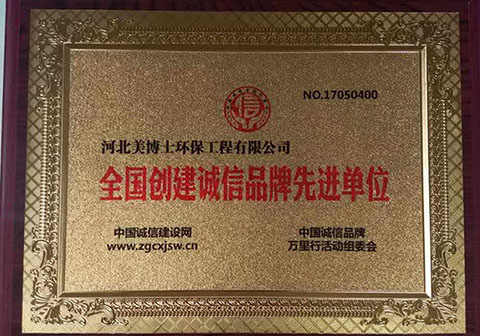 NO.17050400
信
河北美博士环保工程有限公司
全国创建诚信品牌先进单位
中国诚信建设网
www.zgcxjsw.cn
中国诚信品牌
万里行活动组委会